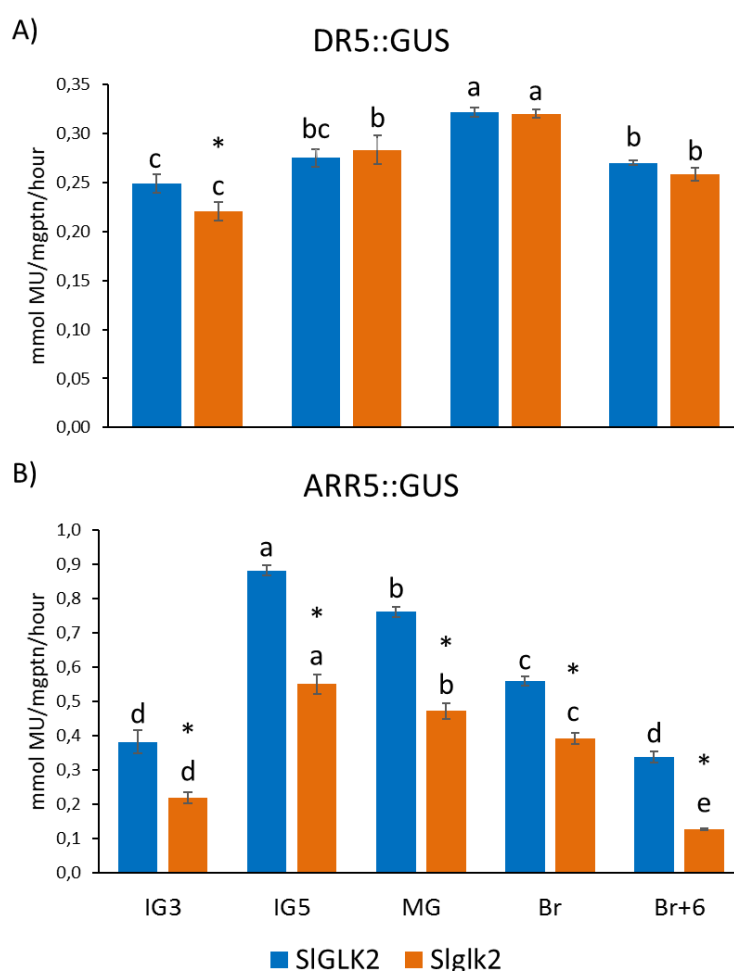 A)
DR5::GUS
mmol MU/mgptn/hour
0,35
0,30
0,25
0,20
0,15
0,10
0,05
0,00
c
*
c
bc
b
a
a
b
b
B)
ARR5::GUS
mmol MU/mgptn/hour
1,0
0,9
0,8
0,7
0,6
0,5
0,4
0,3
0,2
0,1
0,0
d
*
d
a
*
a
b
*
b
c
*
c
d
*
e
IG3 IG5 MG Br Br+6
SlGLK2 Slglk2